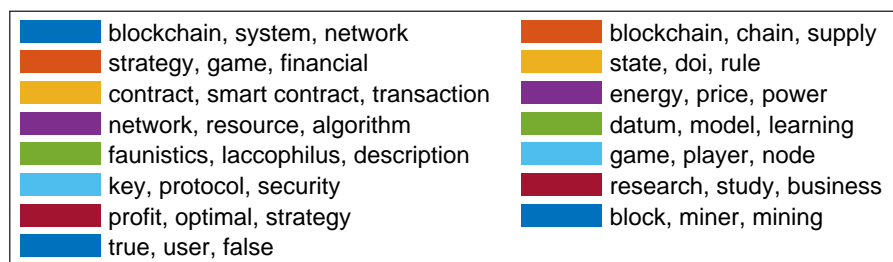 blockchain, system, network
strategy, game, financial
contract, smart contract, transaction
network, resource, algorithm
faunistics, laccophilus, description
key, protocol, security
profit, optimal, strategy
true, user, false
blockchain, chain, supply
state, doi, rule
energy, price, power
datum, model, learning
game, player, node
research, study, business
block, miner, mining